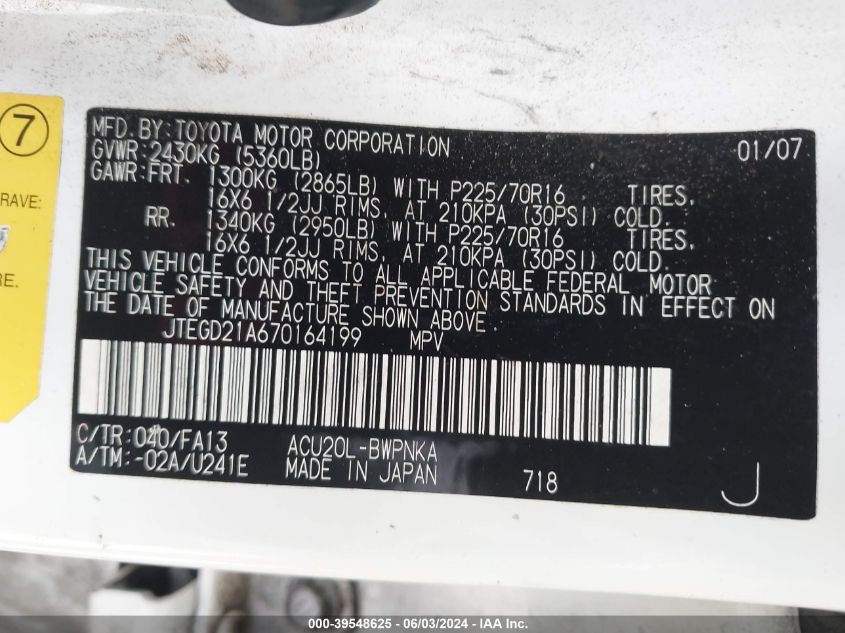 7
RAVE:
RE.
MFD.BY:TOYOTA MOTOR CORPORATION 01/07
GVWR:2430KG (5360LB)
GAWR:FRT. 1300KG (2865LB) WITH P225/70R16 TIRES,
16X6 1/2JJ RIMS, AT 210KPA (30PSI) COLD.
RR. 1340KG (2950LB) WITH P225/70R16 TIRES,
16X6 1/2JJ RIMS, AT 210KPA (30PSI) COLD.
THIS VEHICLE CONFORMS TO ALL APPLICABLE FEDERAL MOTOR
VEHICLE SAFETY AND THEFT PREVENTION STANDARDS IN EFFECT ON
THE DATE OF MANUFACTURE SHOWN ABOVE.
JTEGD21A670164199 MPV
C/TR:040/FA13 ACU20L-BWPNKA
A/TM:-02A/U241E MADE IN JAPAN 718 J
000-39548625 - 06/03/2024 - IAA Inc.